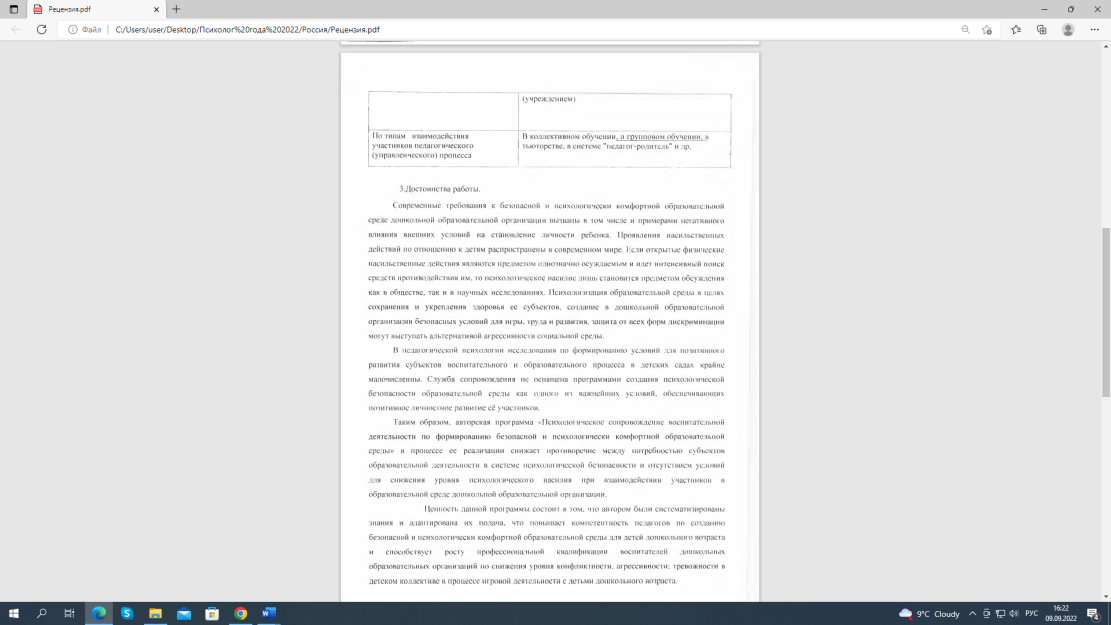 Рецензия.pdf
Файл
C:/Users/user/Desktop/Психолог%20года%202022/Россия/Рецензия.pdf
(учреждением)
По типам взаимодействия
участников педагогического
(управленческого) процесса
В коллективном обучении, и групповом обучении, в
тьюторстве, в системе "педагог-родитель" и др.
3.Достоинства работы.
Современные требования к безопасной и психологически комфортной образовательной
среде дошкольной образовательной организации вызваны в том числе и примерами негативного
влияния внешних условий на становление личности ребенка. Проявления насильственных
действий по отношению к детям распространены в современном мире. Если открытые физические
насильственные действия являются предметом однозначно осуждаемым и идет интенсивный поиск
средств противодействия им, то психологическое насилие лишь становится предметом обсуждения
как в обществе, так и в научных исследованиях. Психологизация образовательной среды в целях
сохранения и укрепления здоровья ее субъектов, создание в дошкольной образовательной
организации безопасных условий для игры, труда и развития, защита от всех форм дискриминации
могут выступать альтернативой агрессивности социальной среды.
В педагогической психологии исследования по формированию условий для позитивного
развития субъектов воспитательного и образовательного процесса в детских садах крайне
малочисленны. Служба сопровождения не оснащена программами создания психологической
безопасности образовательной среды как одного из важнейших условий, обеспечивающих
позитивное личностное развитие её участников.
Таким образом, авторская программа «Психологическое сопровождение воспитательной
деятельности по формированию безопасной и психологически комфортной образовательной
среды» в процессе ее реализации снижает противоречие между потребностью субъектов
образовательной деятельности в системе психологической безопасности и отсутствием условий
для снижения уровня психологического насилия при взаимодействии участников в
образовательной среде дошкольной образовательной организации.
Ценность данной программы состоит в том, что автором были систематизированы
знания и адаптирована их подача, что повышает компетентность педагогов по созданию
безопасной и психологически комфортной образовательной среды для детей дошкольного возраста
и способствует росту профессиональной квалификации воспитателей дошкольных
образовательных организаций по снижения уровня конфликтности, агрессивности; тревожности в
детском коллективе в процессе игровой деятельности с детьми дошкольного возраста.
9°C Cloudy
РУС
16:22
09.09.2022
4